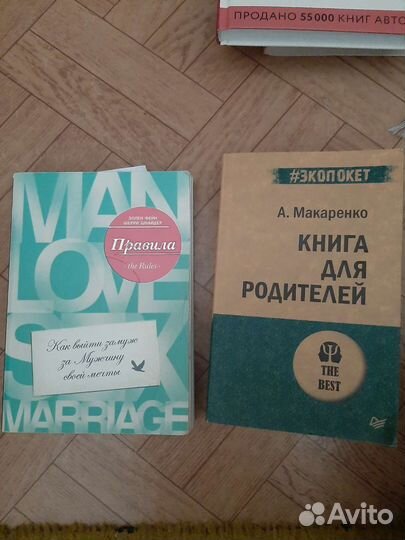 ПРОДАНО 55 000 КНИГ АВТО
MAN
LOVE
SEX
MARRIAGE
ЭЛЛЕН ФЕЙН
ШЕРРИ ШНАЙДЕР
Правила
- the Rules -
Как выйти замуж
за Мужчину
своей мечты
#ЭКОПОКЕТ
А. Макаренко
КНИГА
ДЛЯ
РОДИТЕЛЕЙ
THE
BEST
Avito